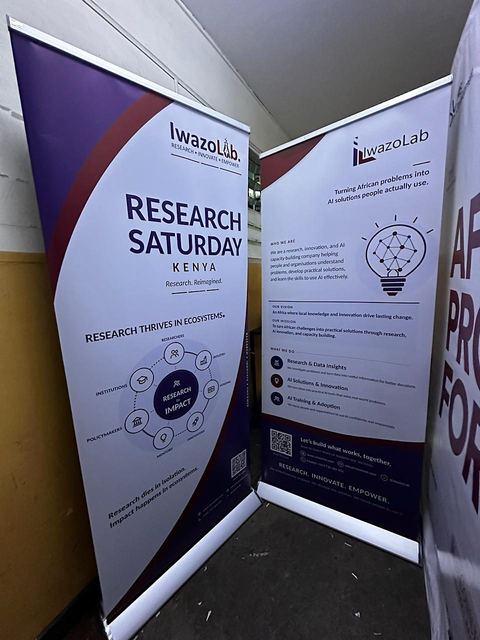 IwazoLab.
RESEARCH • INNOVATE • EMPOWER
RESEARCH
SATURDAY
KENYA
Research. Reimagined.
RESEARCH THRIVES IN ECOSYSTEMS.
RESEARCHERS
INSTITUTIONS
POLICYMAKERS
RESEARCH
IMPACT
Research dies in isolation.
Impact happens in ecosystems.
IwazoLab
Turning African problems into
AI solutions people actually use.
WHO WE ARE
We are a research, innovation, and AI
capacity-building company helping
people and organisations understand
problems, develop practical solutions,
and learn the skills to use AI effectively.
OUR VISION
An Africa where local knowledge and innovation drive lasting change.
OUR MISSION
To turn African challenges into practical solutions through research,
AI innovation, and capacity building.
WHAT WE DO
Research & Data Insights
AI Solutions & Innovation
AI Training & Adoption
Let's build what works, together.
RESEARCH. INNOVATE. EMPOWER.
AF
PRO
FOR